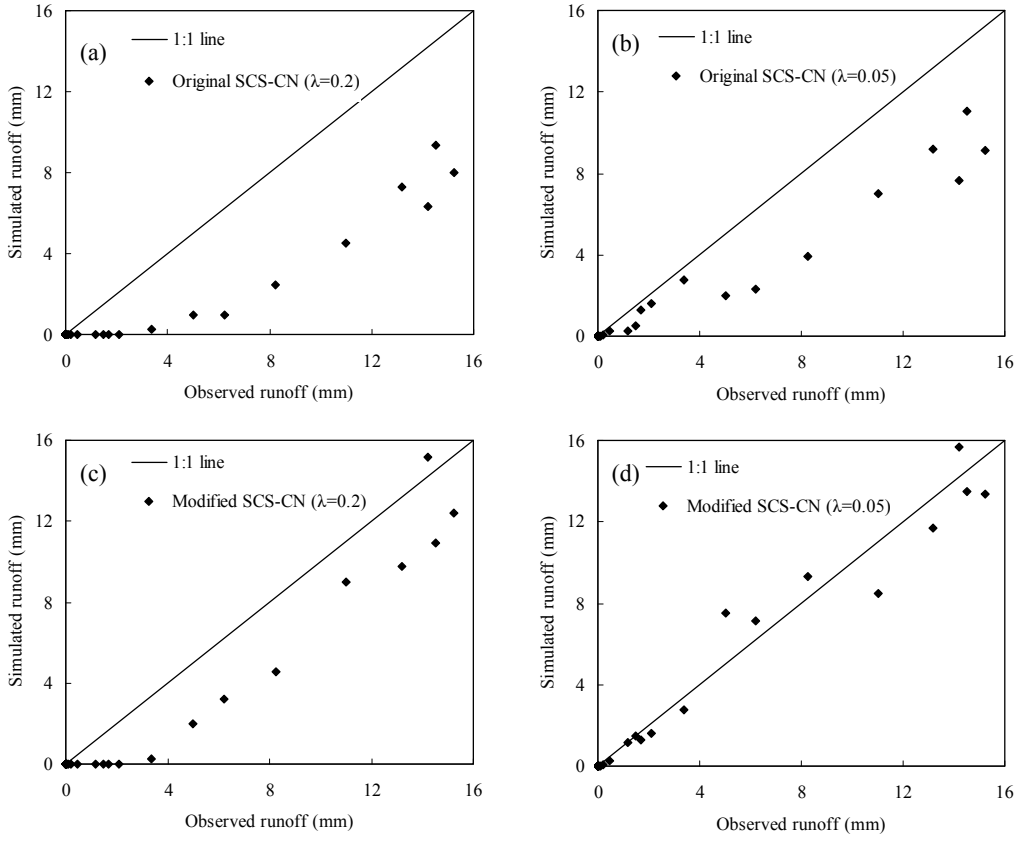 16
12
8
4
0
Simulated runoff (mm)
(a)
1:1 line
Original SCS-CN (λ=0.2)
0 4 8 12 16
Observed runoff (mm)
16
12
8
4
0
Simulated runoff (mm)
(b)
1:1 line
Original SCS-CN (λ=0.05)
0 4 8 12 16
Observed runoff (mm)
16
12
8
4
0
Simulated runoff (mm)
(c)
1:1 line
Modified SCS-CN (λ=0.2)
0 4 8 12 16
Observed runoff (mm)
16
12
8
4
0
Simulated runoff (mm)
(d)
1:1 line
Modified SCS-CN (λ=0.05)
0 4 8 12 16
Observed runoff (mm)